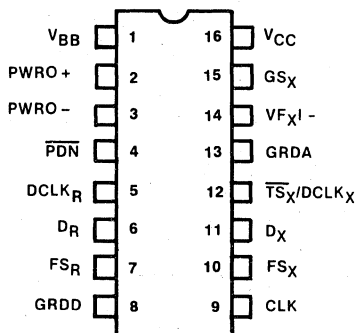 VBB 1 16 VCC
PWRO+ 2 15 GSX
PWRO- 3 14 VFXI-
PDN 4 13 GRDA
DCLKR 5 12 TSX/DCLKX
DR 6 11 DX
FSR 7 10 FSX
GRDD 8 9 CLK